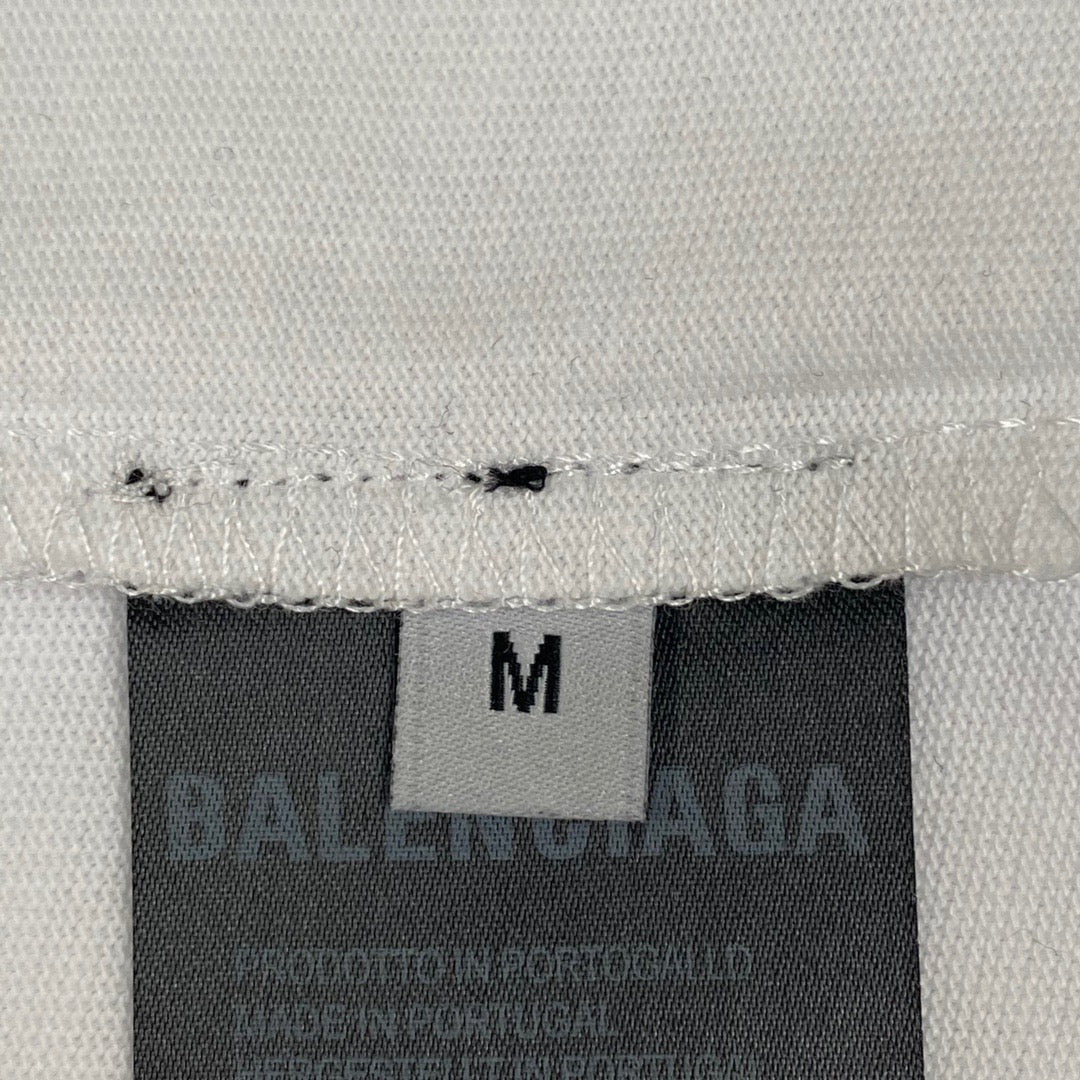 M
BALENCIAGA
PRODOTTO IN PORTOGALLO
MADE IN PORTUGAL